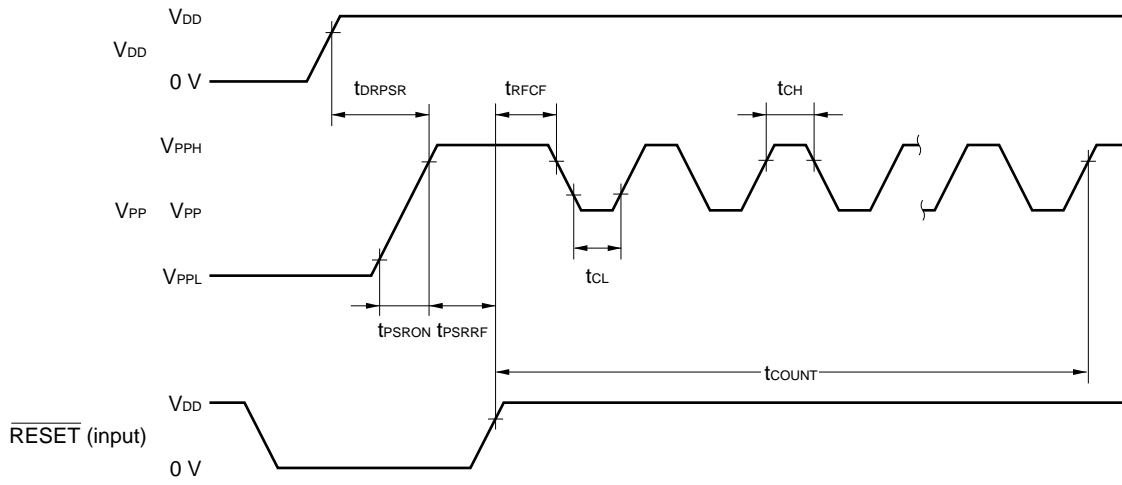 VDD
VDD
0 V
tDRPSR
tRFCF
tCH
VPPH
VPP
VPP
tCL
VPPL
tPSRON
tPSRRF
tCOUNT
VDD
RESET (input)
0 V